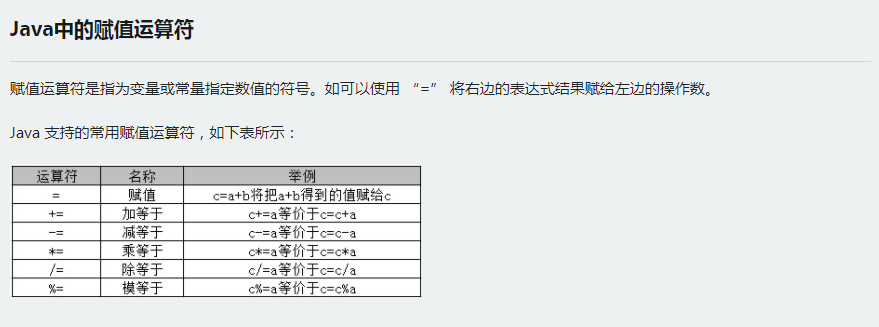 Java中的赋值运算符
赋值运算符是指为变量或常量指定数值的符号。如可以使用 “=” 将右边的表达式结果赋给左边的操作数。
Java 支持的常用赋值运算符，如下表所示：
运算符 名称 举例
= 赋值 c=a+b将把a+b得到的值赋给c
+= 加等于 c+=a等价于c=c+a
-= 减等于 c-=a等价于c=c-a
*= 乘等于 c*=a等价于c=c*a
/= 除等于 c/=a等价于c=c/a
%= 模等于 c%=a等价于c=c%a